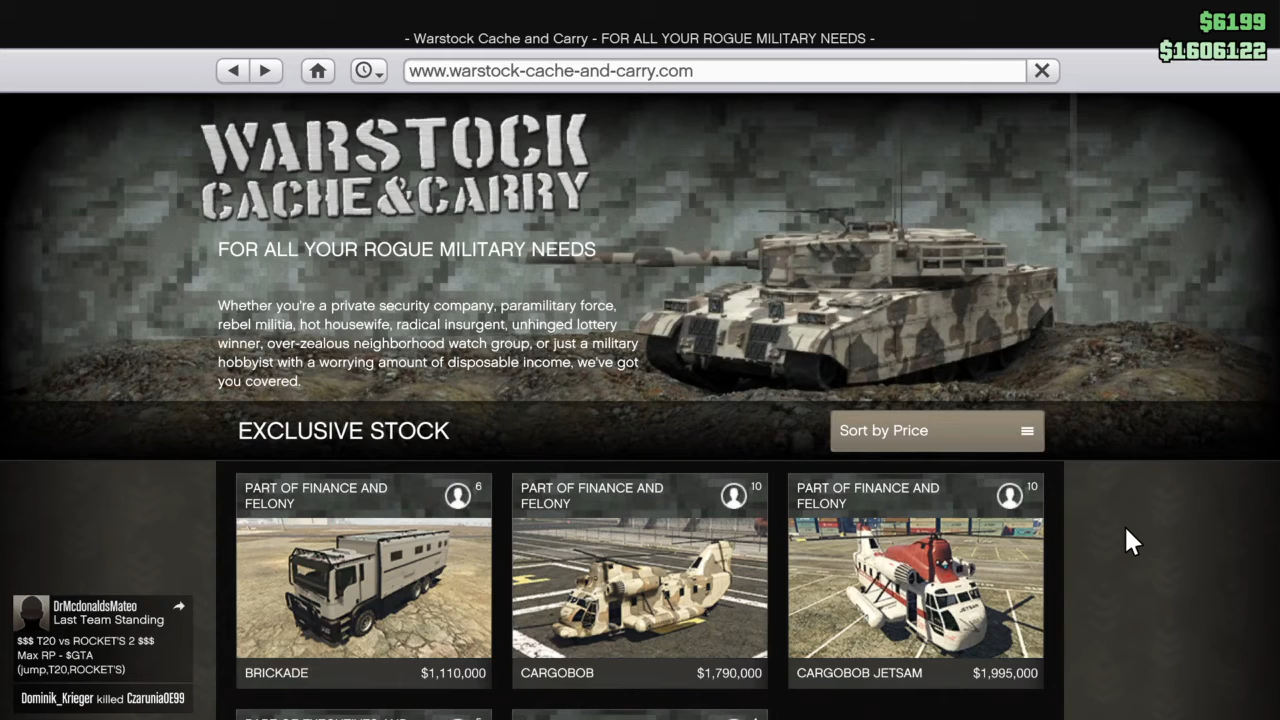 $6199
- Warstock Cache and Carry - FOR ALL YOUR ROGUE MILITARY NEEDS -
$1606122
www.warstock-cache-and-carry.com
WARSTOCK
CACHE&CARRY
FOR ALL YOUR ROGUE MILITARY NEEDS
Whether you're a private security company, paramilitary force,
rebel militia, hot housewife, radical insurgent, unhinged lottery
winner, over-zealous neighborhood watch group, or just a military
hobbyist with a worrying amount of disposable income, we've got
you covered.
EXCLUSIVE STOCK
Sort by Price
PART OF FINANCE AND
FELONY
6
BRICKADE
$1,110,000
PART OF FINANCE AND
FELONY
10
CARGOBOB
$1,790,000
PART OF FINANCE AND
FELONY
10
JETSAM
CARGOBOB JETSAM
$1,995,000
DrMcdonaldsMateo
Last Team Standing
$$$ T20 vs ROCKET'S 2 $$$
Max RP - $GTA
(jump,T20,ROCKET'S)
Dominik_Krieger killed CzaruniaOE99